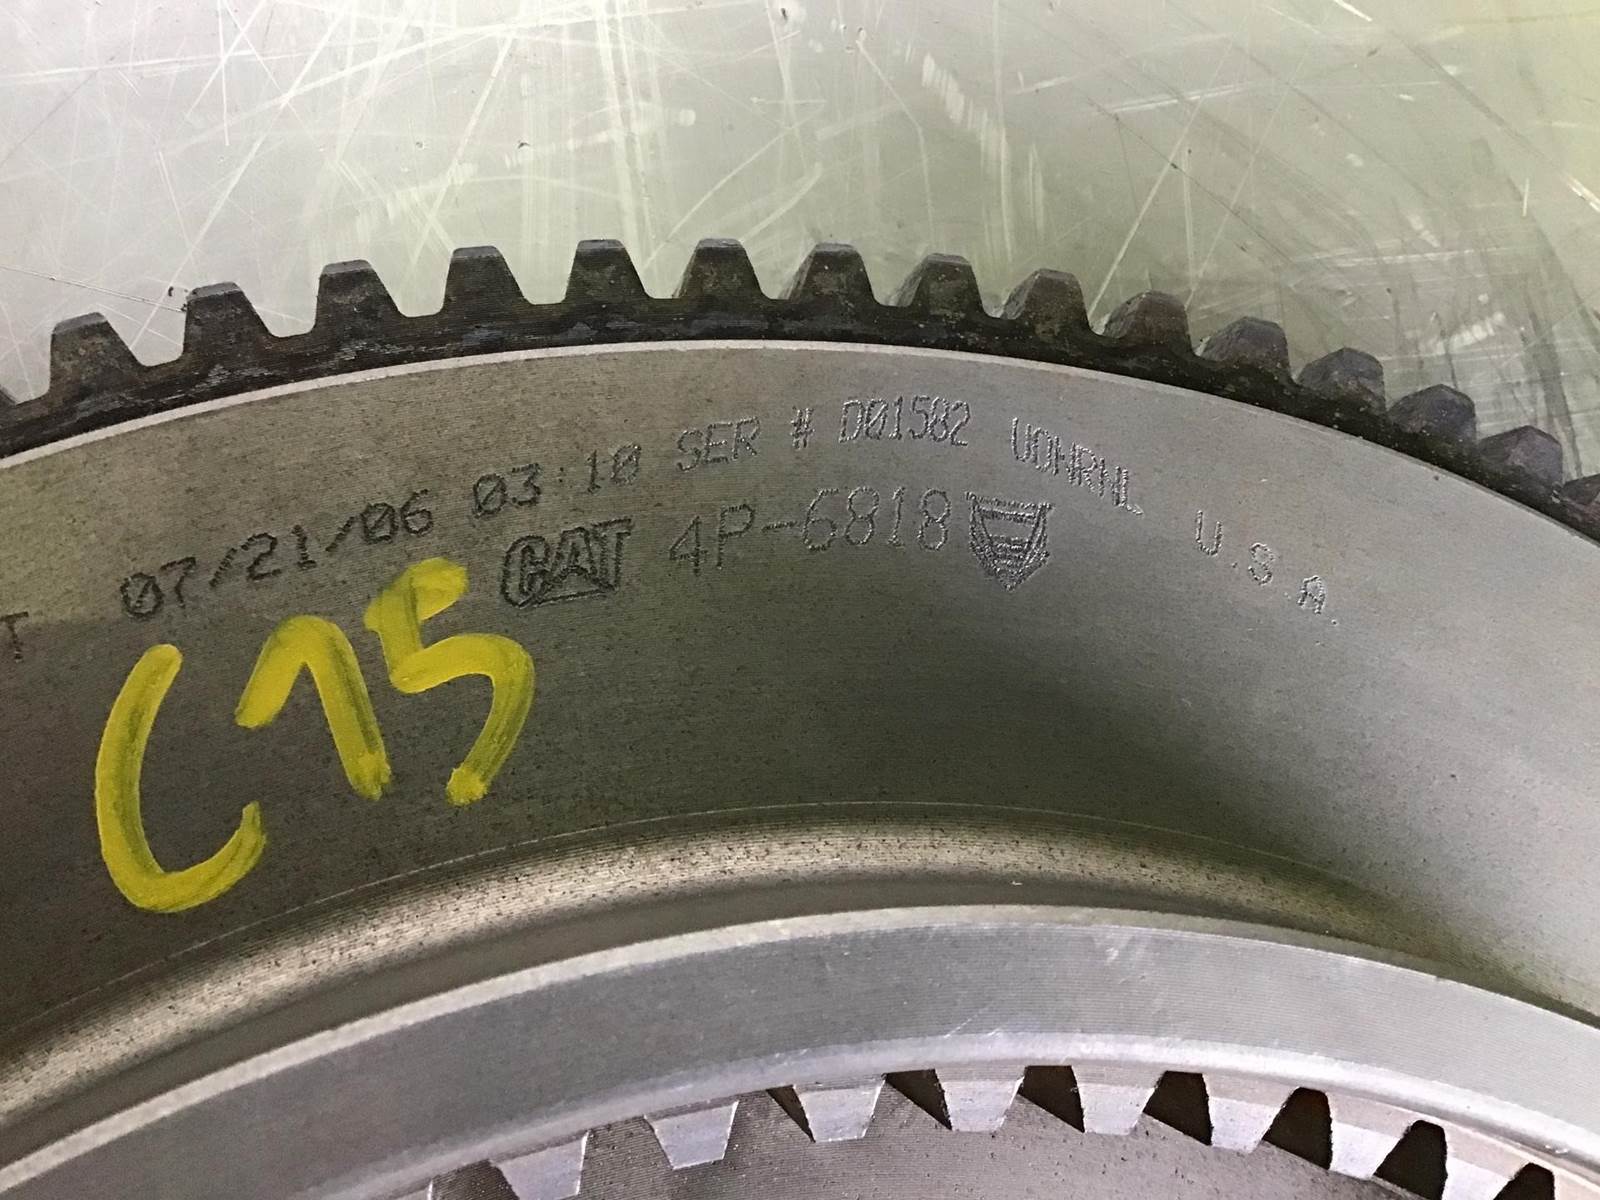 T 07/21/06 03:10 SER # D01582 UOHRNL U.S.A.
CAT 4P-6818
C15